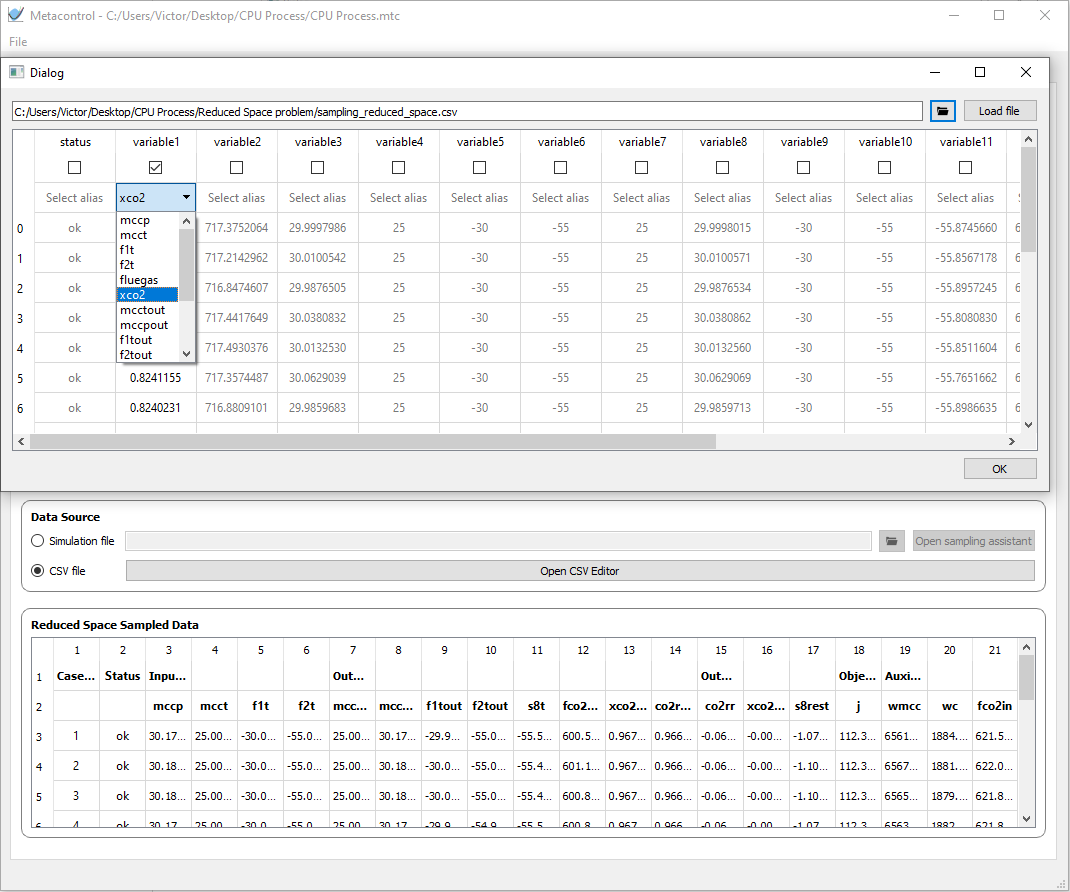 Metacontrol - C:/Users/Victor/Desktop/CPU Process/CPU Process.mtc
File
Dialog
C:/Users/Victor/Desktop/CPU Process/Reduced Space problem/sampling_reduced_space.csv Load file
status variable1 variable2 variable3 variable4 variable5 variable6 variable7 variable8 variable9 variable10 variable11
Select alias xco2 Select alias Select alias Select alias Select alias Select alias Select alias Select alias Select alias Select alias Select alias
0 ok 717.3752064 29.9997986 25 -30 -55 25 29.9998015 -30 -55 -55.8745660
1 ok 717.2142962 30.0100542 25 -30 -55 25 30.0100571 -30 -55 -55.8567178
2 ok 716.8474607 29.9876505 25 -30 -55 25 29.9876534 -30 -55 -55.8957245
3 ok 717.4417649 30.0380832 25 -30 -55 25 30.0380862 -30 -55 -55.8080830
4 ok 717.4930376 30.0132530 25 -30 -55 25 30.0132560 -30 -55 -55.8511604
mccp
mcct
f1t
f2t
fluegas
xco2
mcctout
mccpout
f1tout
f2tout
5 ok 0.8241155 717.3574487 30.0629039 25 -30 -55 25 30.0629069 -30 -55 -55.7651662
6 ok 0.8240231 716.8809101 29.9859683 25 -30 -55 25 29.9859713 -30 -55 -55.8986635
OK
Data Source
Simulation file Open sampling assistant
CSV file Open CSV Editor
Reduced Space Sampled Data
1 2 3 4 5 6 7 8 9 10 11 12 13 14 15 16 17 18 19 20 21
1 Case... Status Inpu... Out... Out... Obje... Auxi...
2 mccp mcct f1t f2t mcc... mcc... f1tout f2tout s8t fco2... xco2... co2r... co2rr xco2... s8rest j wmcc wc fco2in
3 1 ok 30.17... 25.00... -30.0... -55.0... 25.00... 30.17... -29.9... -55.0... -55.5... 600.5... 0.967... 0.966... -0.06... -0.00... -1.07... 112.3... 6561... 1884.... 621.5...
4 2 ok 30.18... 25.00... -30.0... -55.0... 25.00... 30.18... -30.0... -55.0... -55.4... 601.1... 0.967... 0.966... -0.06... -0.00... -1.10... 112.3... 6567... 1881.... 622.0...
5 3 ok 30.18... 25.00... -30.0... -55.0... 25.00... 30.18... -30.0... -55.0... -55.4... 600.8... 0.967... 0.966... -0.06... -0.00... -1.10... 112.3... 6565... 1879.... 621.8...
6 4 ok 30.18... 25.00... -30.0... -55.0... 25.00... 30.17... -29.9... -54.9... -55.5... 600.8... 0.967... 0.966... -0.06... -0.00... -1.07... 112.3... 6563... 1882.... 621.8...